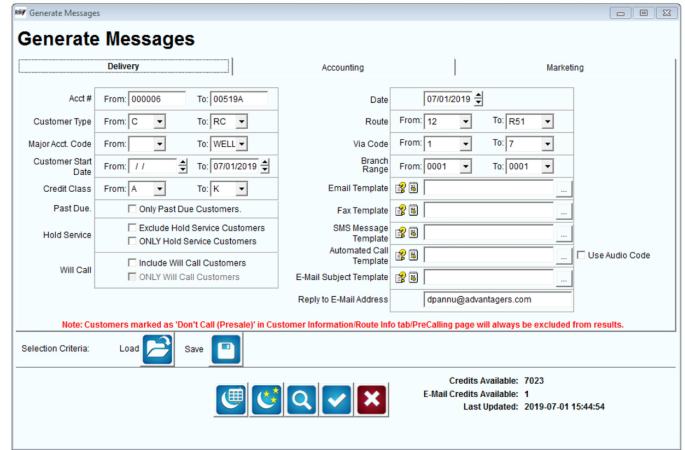 Generate Messages
Generate Messages
Delivery Accounting Marketing
Acct # From: 000006 To: 00519A
Customer Type From: C To: RC
Major Acct. Code From: To: WELL
Customer Start Date From: / / To: 07/01/2019
Credit Class From: A To: K
Past Due. Only Past Due Customers.
Hold Service Exclude Hold Service Customers
ONLY Hold Service Customers
Will Call Include Will Call Customers
ONLY Will Call Customers
Date 07/01/2019
Route From: 12 To: R51
Via Code From: 1 To: 7
Branch Range From: 0001 To: 0001
Email Template ...
Fax Template ...
SMS Message Template ...
Automated Call Template ... Use Audio Code
E-Mail Subject Template ...
Reply to E-Mail Address dpannu@advantagers.com
Note: Customers marked as 'Don't Call (Presale)' in Customer Information/Route Info tab/PreCalling page will always be excluded from results.
Selection Criteria: Load Save
Credits Available: 7023
E-Mail Credits Available: 1
Last Updated: 2019-07-01 15:44:54